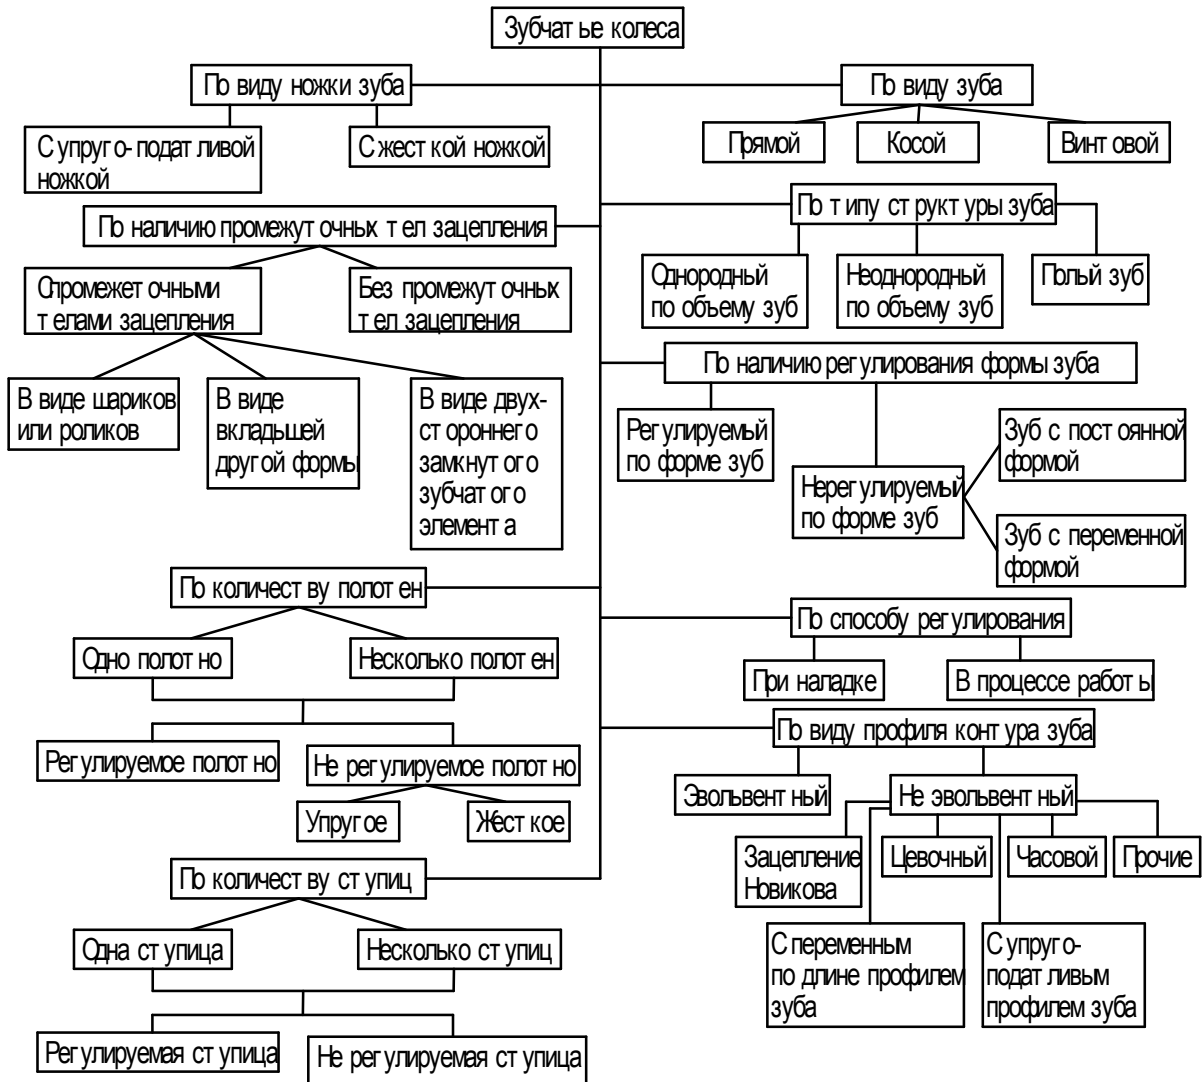 Зубчатые колеса
По виду ножки зуба
По виду зуба
С упруго-податливой
ножкой
С жесткой ножкой
Прямой
Косой
Винтовой
По наличию промежуточных тел зацепления
По типу структуры зуба
С промежеточными
телами зацепления
Без промежуточных
тел зацепления
Однородный
по объему зуб
Неоднородный
по объему зуб
Полый зуб
В виде шариков
или роликов
В виде
вкладышей
другой формы
В виде двух-
стороннего
замкнутого
зубчатого
элемента
По наличию регулирования формы зуба
Регулируемый
по форме зуб
Нерегулируемый
по форме зуб
Зуб с постоянной
формой
Зуб с переменной
формой
По количеству полотен
Одно полотно
Несколько полотен
Регулируемое полотно
Не регулируемое полотно
Упругое
Жесткое
По способу регулирования
При наладке
В процессе работы
По виду профиля контура зуба
Эвольвентный
Не эвольвентный
Зацепление
Новикова
Цевочный
Часовой
Прочие
С переменным
по длине профилем
зуба
С упруго-
податливым
профилем зуба
По количеству ступиц
Одна ступица
Несколько ступиц
Регулируемая ступица
Не регулируемая ступица